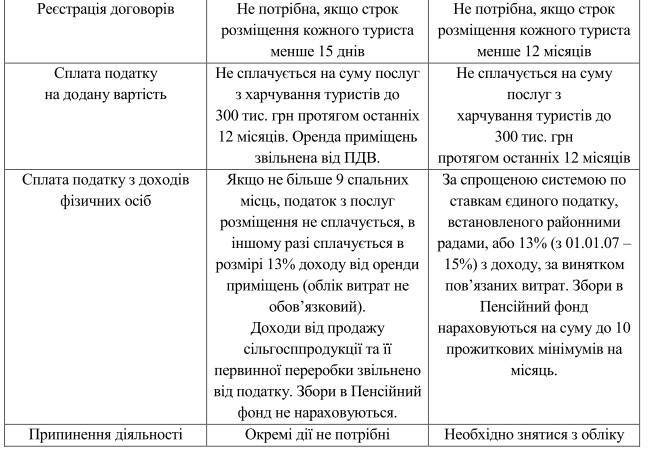 Реєстрація договорів
Не потрібна, якщо строк
розміщення кожного туриста
менше 15 днів
Не потрібна, якщо строк
розміщення кожного туриста
менше 12 місяців
Сплата податку
на додану вартість
Не сплачується на суму послуг
з харчування туристів до
300 тис. грн протягом останніх
12 місяців. Оренда приміщень
звільнена від ПДВ.
Не сплачується на суму
послуг з
харчування туристів до
300 тис. грн
протягом останніх 12 місяців
Сплата податку з доходів
фізичних осіб
Якщо не більше 9 спальних
місць, податок з послуг
розміщення не сплачується, в
іншому разі сплачується в
розмірі 13% доходу від оренди
приміщень (облік витрат не
обов’язковий).
Доходи від продажу
сільгосппродукції та її
первинної переробки звільнено
від податку. Збори в Пенсійний
фонд не нараховуються.
За спрощеною системою по
ставкам єдиного податку,
встановленого районними
радами, або 13% (з 01.01.07 –
15%) з доходу, за винятком
пов’язаних витрат. Збори в
Пенсійний фонд
нараховуються на суму до 10
прожиткових мінімумів на
місяць.
Припинення діяльності
Окремі дії не потрібні
Необхідно знятися з обліку